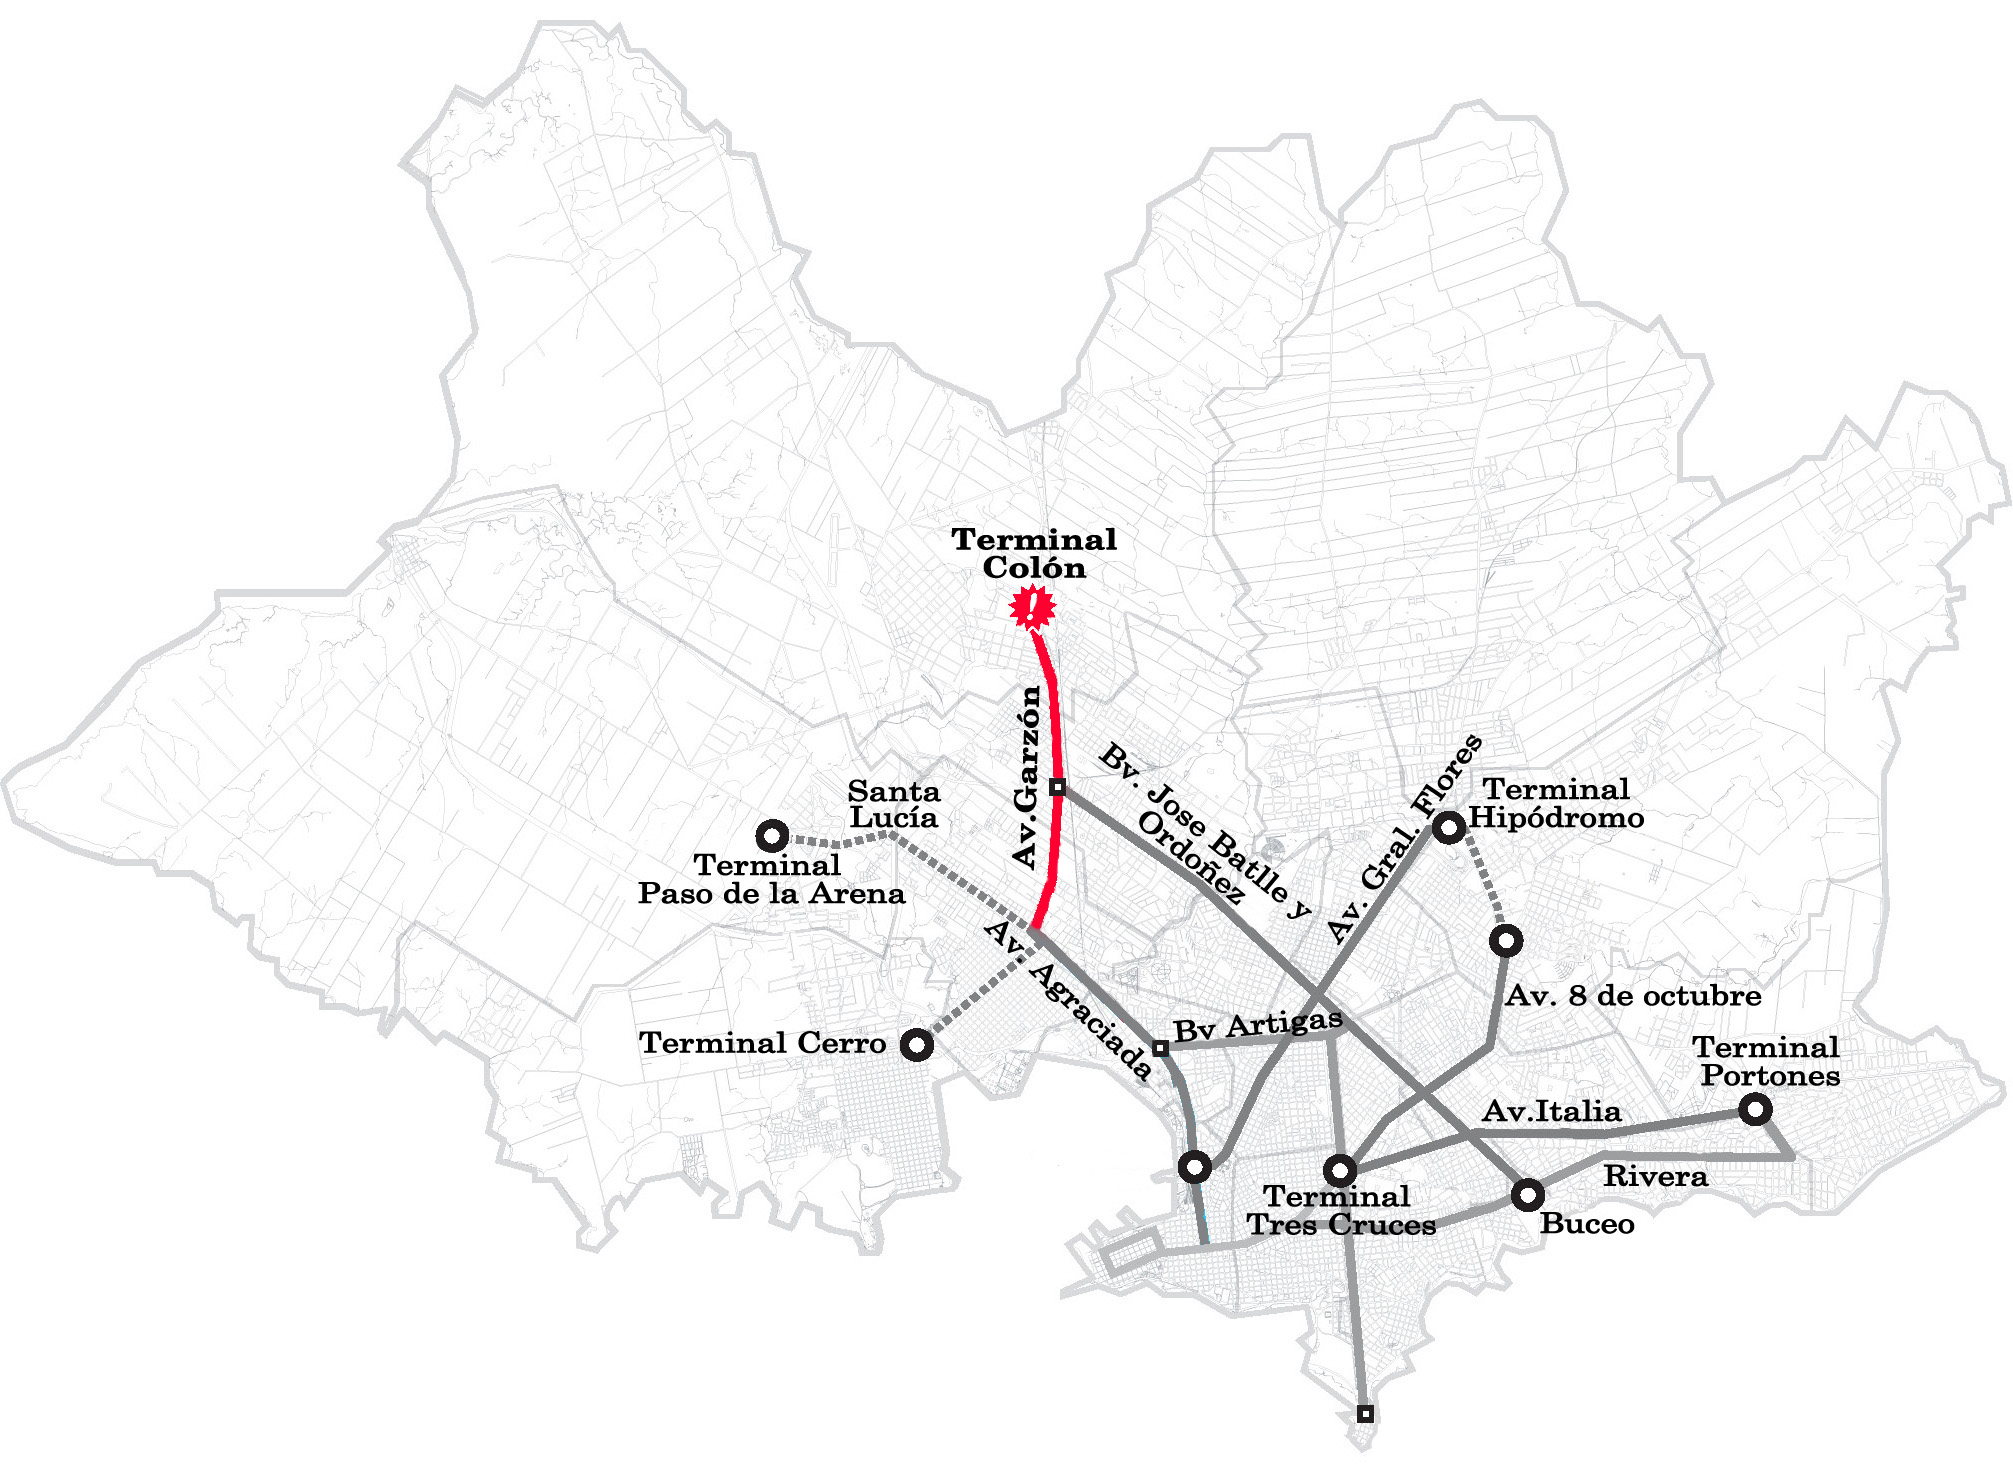 Terminal
Colón
!
Av.Garzón
Bv. Jose Batlle y
Ordoñez
Av. Gral. Flores
Terminal
Hipódromo
Santa
Lucía
Terminal
Paso de la Arena
Av. Agraciada
Av. 8 de octubre
Bv Artigas
Terminal Cerro
Terminal
Portones
Av.Italia
Rivera
Terminal
Tres Cruces
Buceo